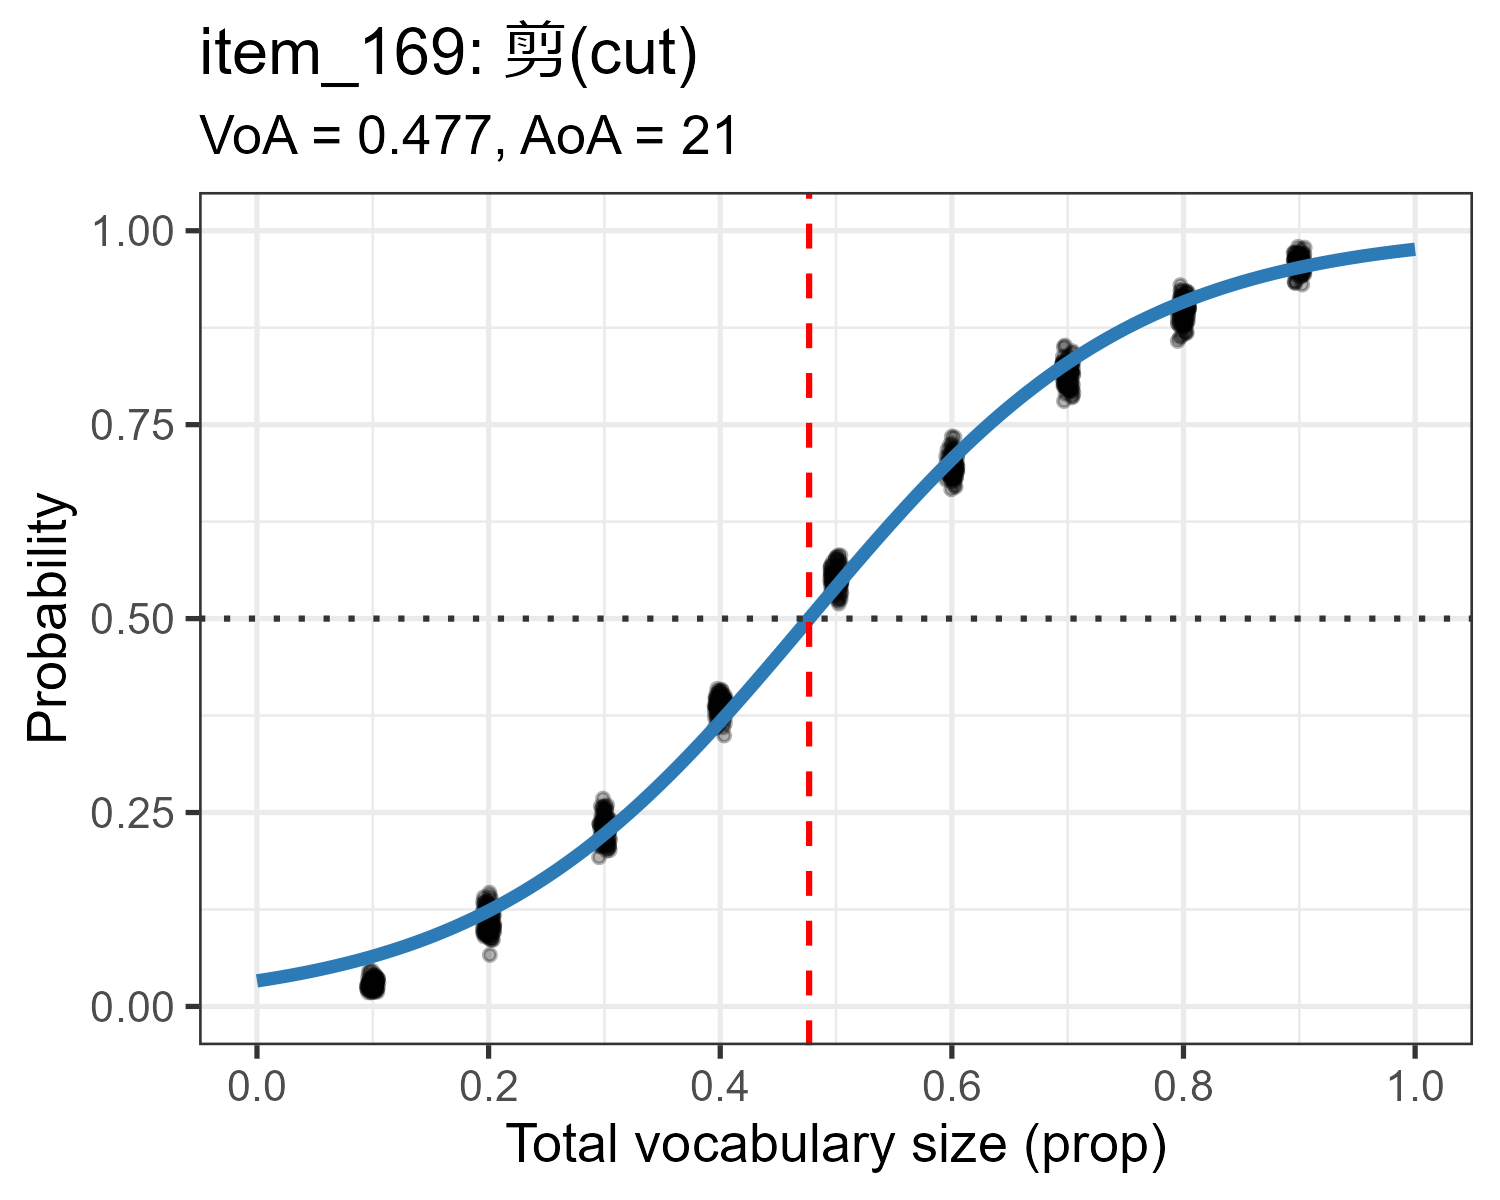 item_169: 剪(cut)
VoA = 0.477, AoA = 21
1.00
0.75
0.50
0.25
0.00
Probability
0.0 0.2 0.4 0.6 0.8 1.0
Total vocabulary size (prop)